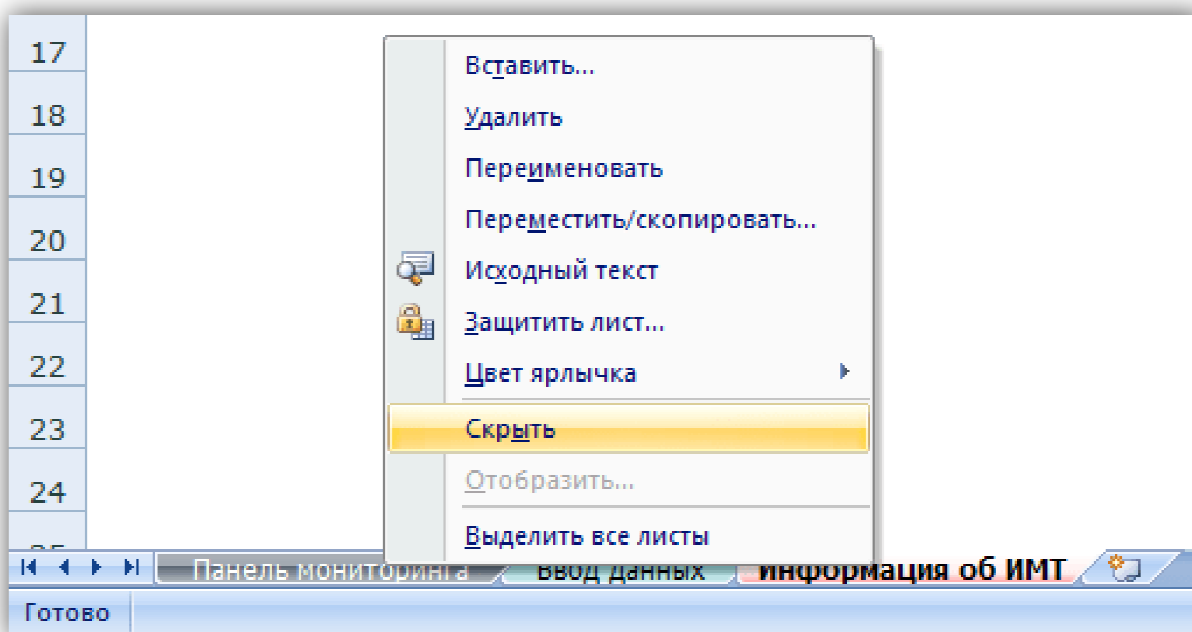 17
Вставить...
18
Удалить
19
Переименовать
20
Переместить/скопировать...
21
Исходный текст
Защитить лист...
22
Цвет ярлычка
23
Скрыть
24
Отобразить...
25
Выделить все листы
Панель мониторинга
Ввод данных
Информация об ИМТ
Готово